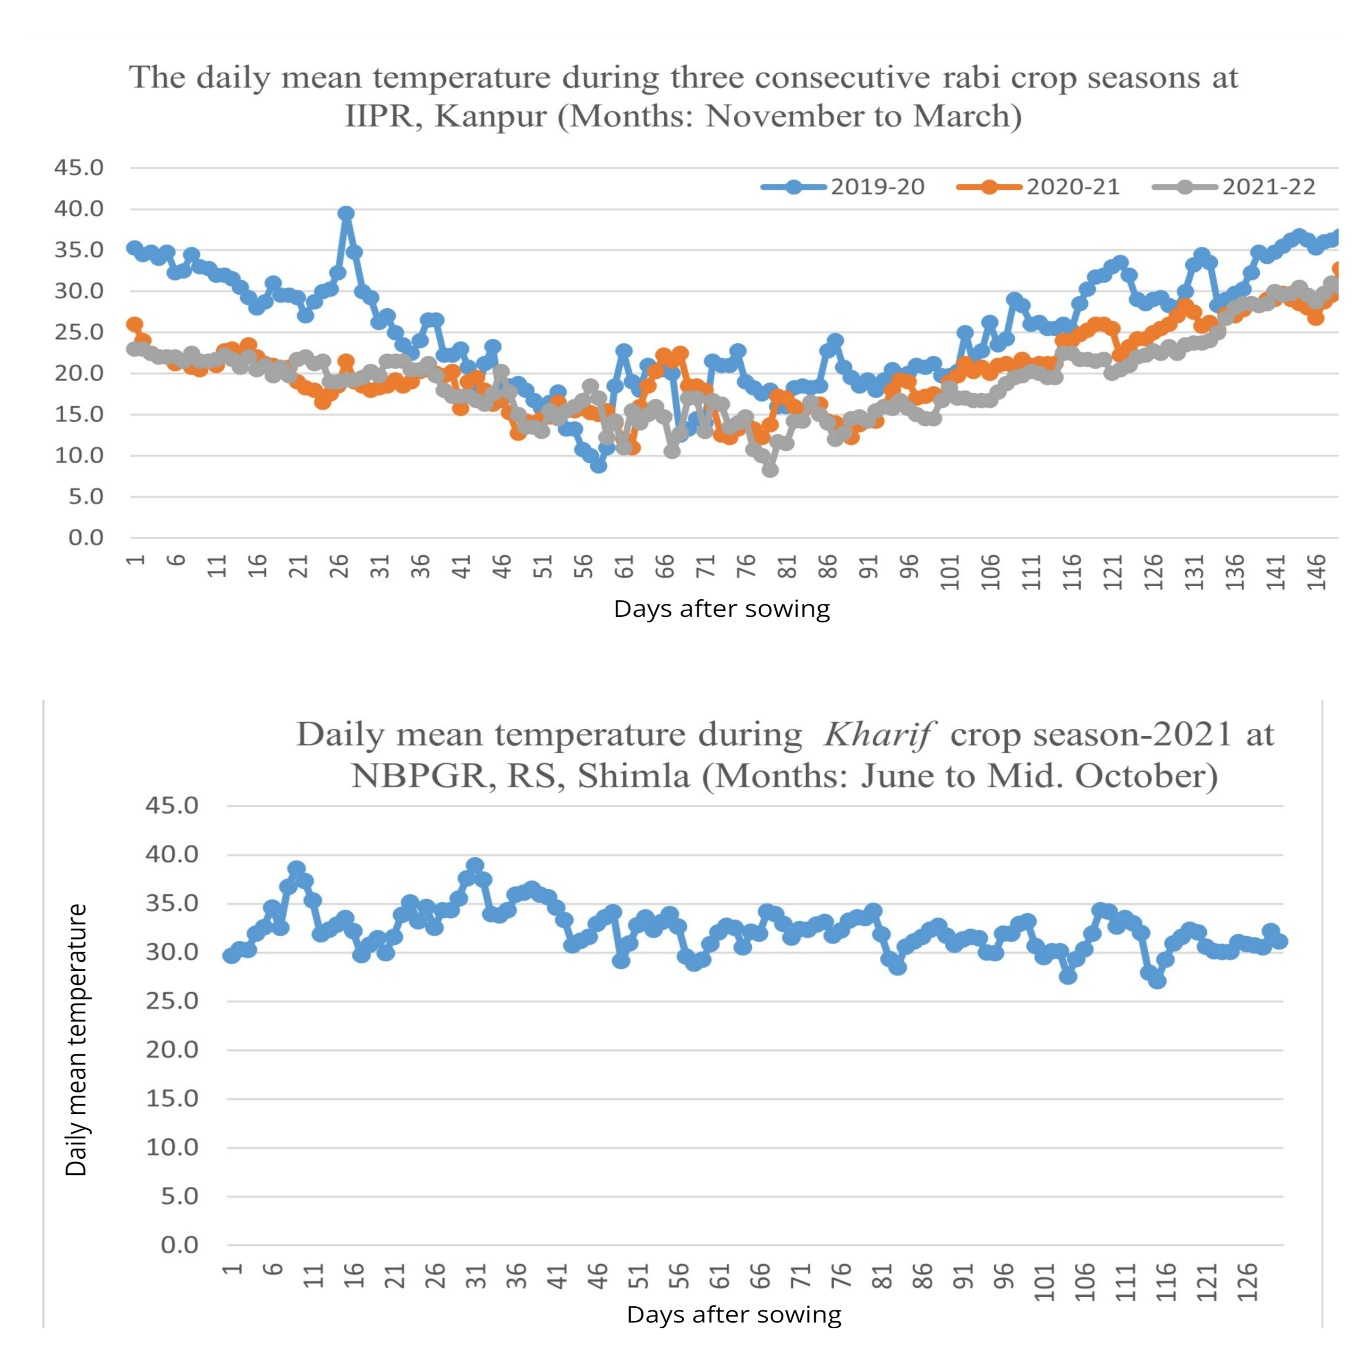 The daily mean temperature during three consecutive rabi crop seasons at
IIPR, Kanpur (Months: November to March)
45.0
2019-20 2020-21 2021-22
40.0
35.0
30.0
25.0
20.0
15.0
10.0
5.0
0.0
1 6 11 16 21 26 31 36 41 46 51 56 61 66 71 76 81 86 91 96 101 106 111 116 121 126 131 136 141 146
Days after sowing
Daily mean temperature during Kharif crop season-2021 at
NBPGR, RS, Shimla (Months: June to Mid. October)
45.0
40.0
35.0
30.0
25.0
20.0
15.0
10.0
5.0
0.0
Daily mean temperature
1 6 11 16 21 26 31 36 41 46 51 56 61 66 71 76 81 86 91 96 101 106 111 116 121 126
Days after sowing